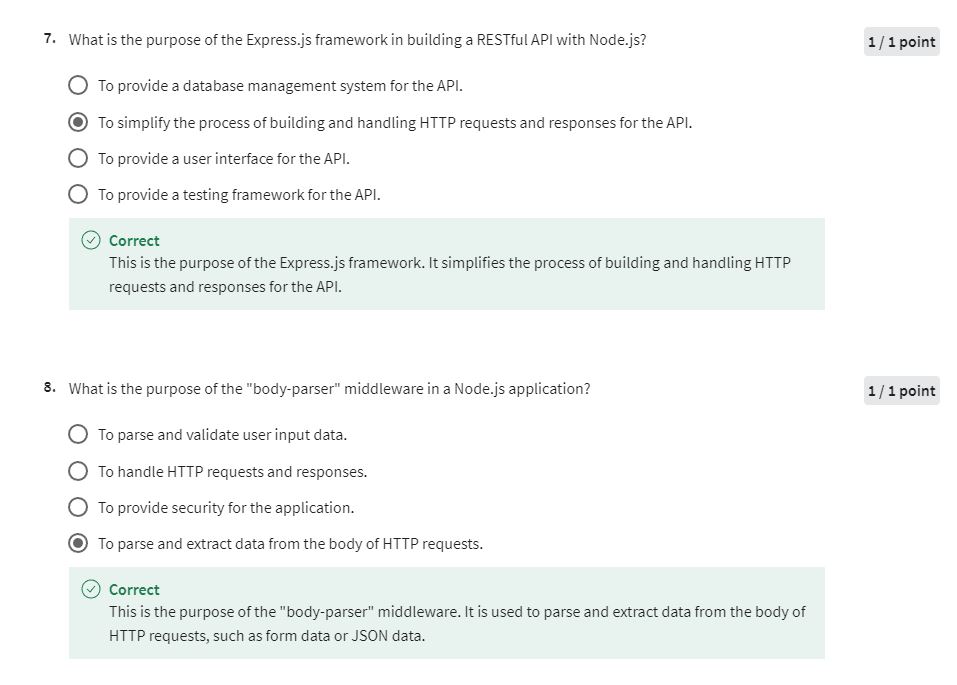 7. What is the purpose of the Express.js framework in building a RESTful API with Node.js?
1 / 1 point
To provide a database management system for the API.
To simplify the process of building and handling HTTP requests and responses for the API.
To provide a user interface for the API.
To provide a testing framework for the API.
Correct
This is the purpose of the Express.js framework. It simplifies the process of building and handling HTTP
requests and responses for the API.
8. What is the purpose of the "body-parser" middleware in a Node.js application?
1 / 1 point
To parse and validate user input data.
To handle HTTP requests and responses.
To provide security for the application.
To parse and extract data from the body of HTTP requests.
Correct
This is the purpose of the "body-parser" middleware. It is used to parse and extract data from the body of
HTTP requests, such as form data or JSON data.